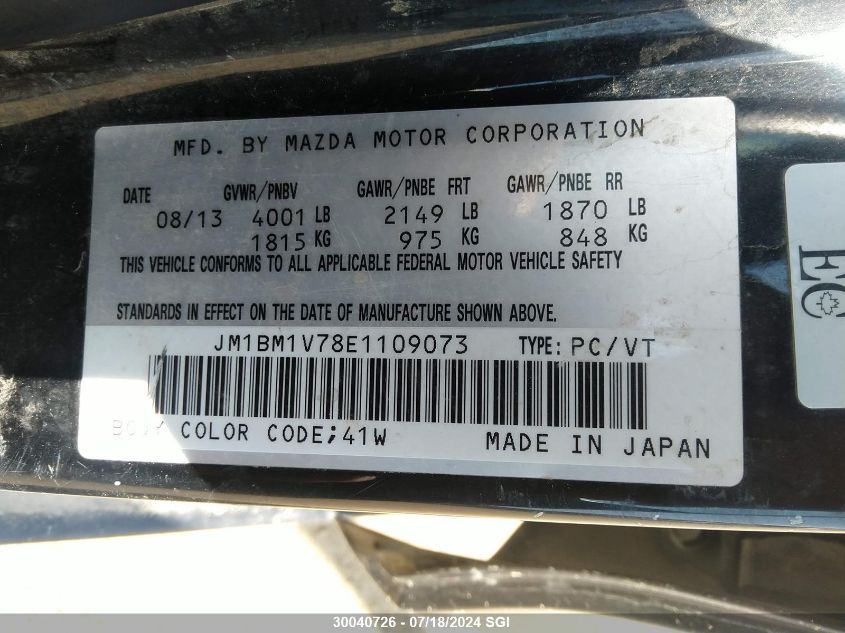 MFD. BY MAZDA MOTOR CORPORATION
DATE GVWR/PNBV GAWR/PNBE FRT GAWR/PNBE RR
08/13 4001 LB 2149 LB 1870 LB
1815 KG 975 KG 848 KG
THIS VEHICLE CONFORMS TO ALL APPLICABLE FEDERAL MOTOR VEHICLE SAFETY
STANDARDS IN EFFECT ON THE DATE OF MANUFACTURE SHOWN ABOVE.
JM1BM1V78E1109073 TYPE: PC/VT
BODY COLOR CODE;41W MADE IN JAPAN
EC
30040726 - 07/18/2024 SGI